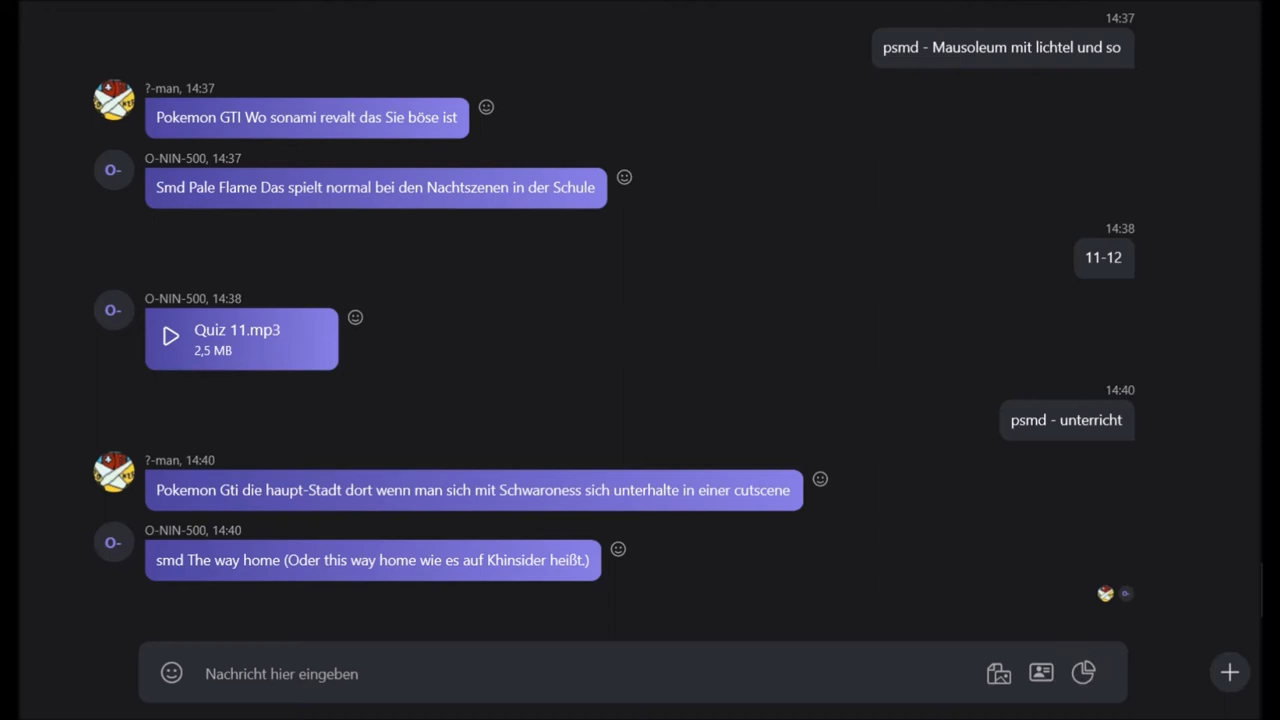 14:37
psmd - Mausoleum mit lichtel und so
?-man, 14:37
Pokemon GTI Wo sonami revalt das Sie böse ist
O-NIN-500, 14:37
O-
Smd Pale Flame Das spielt normal bei den Nachtszenen in der Schule
14:38
11-12
O-NIN-500, 14:38
O-
Quiz 11.mp3
2,5 MB
14:40
psmd - unterricht
?-man, 14:40
Pokemon Gti die haupt-Stadt dort wenn man sich mit Schwaroness sich unterhalte in einer cutscene
O-NIN-500, 14:40
O-
smd The way home (Oder this way home wie es auf Khinsider heißt.)
O-
Nachricht hier eingeben